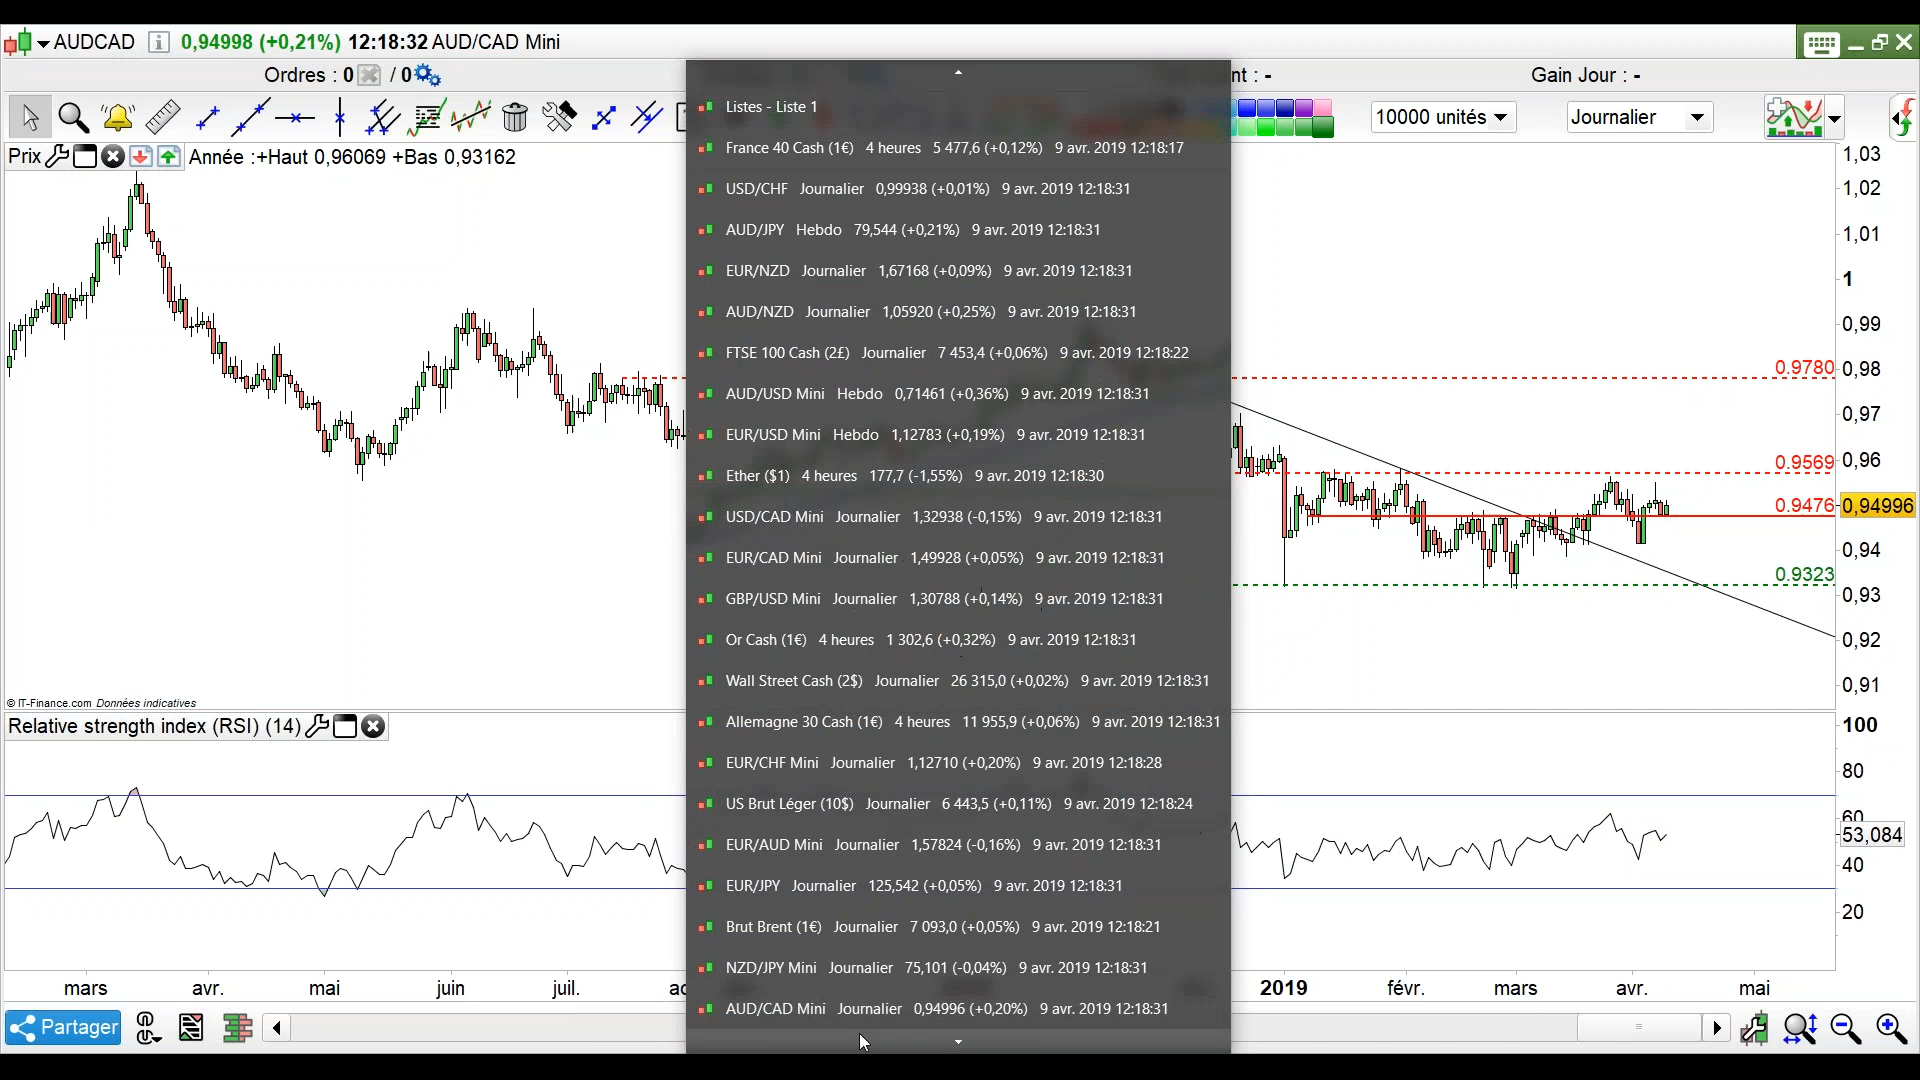 AUDCAD 0,94998 (+0,21%) 12:18:32 AUD/CAD Mini
Ordres : 0 / 0 nt : - Gain Jour : -
10000 unités Journalier
Prix Année :+Haut 0,96069 +Bas 0,93162
Listes - Liste 1
France 40 Cash (1€) 4 heures 5 477,6 (+0,12%) 9 avr. 2019 12:18:17
USD/CHF Journalier 0,99938 (+0,01%) 9 avr. 2019 12:18:31
AUD/JPY Hebdo 79,544 (+0,21%) 9 avr. 2019 12:18:31
EUR/NZD Journalier 1,67168 (+0,09%) 9 avr. 2019 12:18:31
AUD/NZD Journalier 1,05920 (+0,25%) 9 avr. 2019 12:18:31
FTSE 100 Cash (2£) Journalier 7 453,4 (+0,06%) 9 avr. 2019 12:18:22
AUD/USD Mini Hebdo 0,71461 (+0,36%) 9 avr. 2019 12:18:31
EUR/USD Mini Hebdo 1,12783 (+0,19%) 9 avr. 2019 12:18:31
Ether ($1) 4 heures 177,7 (-1,55%) 9 avr. 2019 12:18:30
USD/CAD Mini Journalier 1,32938 (-0,15%) 9 avr. 2019 12:18:31
EUR/CAD Mini Journalier 1,49928 (+0,05%) 9 avr. 2019 12:18:31
GBP/USD Mini Journalier 1,30788 (+0,14%) 9 avr. 2019 12:18:31
Or Cash (1€) 4 heures 1 302,6 (+0,32%) 9 avr. 2019 12:18:31
Wall Street Cash (2$) Journalier 26 315,0 (+0,02%) 9 avr. 2019 12:18:31
Allemagne 30 Cash (1€) 4 heures 11 955,9 (+0,06%) 9 avr. 2019 12:18:31
EUR/CHF Mini Journalier 1,12710 (+0,20%) 9 avr. 2019 12:18:28
US Brut Léger (10$) Journalier 6 443,5 (+0,11%) 9 avr. 2019 12:18:24
EUR/AUD Mini Journalier 1,57824 (-0,16%) 9 avr. 2019 12:18:31
EUR/JPY Journalier 125,542 (+0,05%) 9 avr. 2019 12:18:31
Brut Brent (1€) Journalier 7 093,0 (+0,05%) 9 avr. 2019 12:18:21
NZD/JPY Mini Journalier 75,101 (-0,04%) 9 avr. 2019 12:18:31
AUD/CAD Mini Journalier 0,94996 (+0,20%) 9 avr. 2019 12:18:31
1,03
1,02
1,01
1
0,99
0.9780 0,98
0,97
0.9569 0,96
0.9476 0,94996
0,94
0.9323
0,93
0,92
0,91
© IT-Finance.com Données indicatives
Relative strength index (RSI) (14)
100
80
60
53,084
40
20
mars avr. mai juin juil. ao 2019 févr. mars avr. mai
Partager